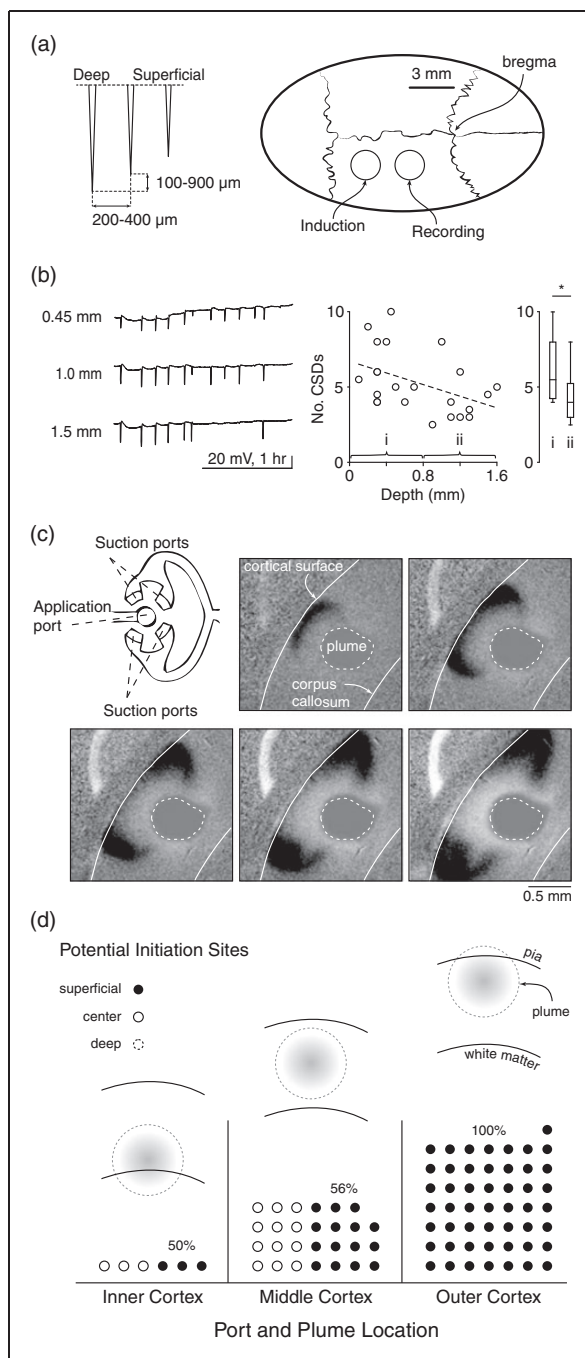 (a)
Deep Superficial
100-900 µm
200-400 µm
3 mm
bregma
Induction
Recording
(b)
0.45 mm
1.0 mm
1.5 mm
20 mV, 1 hr
No. CSDs
10
5
0
i
ii
0 0.8 1.6
Depth (mm)
10
5
0
*
i ii
(c)
Suction ports
Application
port
Suction ports
cortical surface
plume
corpus
callosum
0.5 mm
(d)
Potential Initiation Sites
superficial
center
deep
pia
plume
white matter
50%
56%
100%
Inner Cortex
Middle Cortex
Outer Cortex
Port and Plume Location